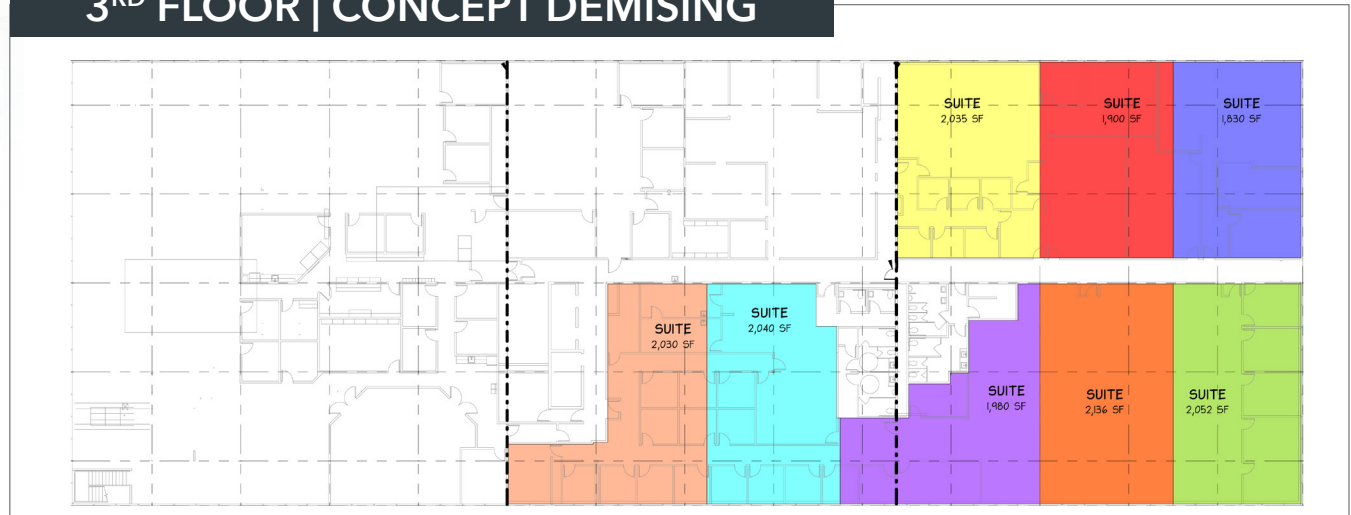 3RD FLOOR | CONCEPT DEMISING
SUITE
2,035 SF
SUITE
1,900 SF
SUITE
1,830 SF
SUITE
2,030 SF
SUITE
2,040 SF
SUITE
1,980 SF
SUITE
2,136 SF
SUITE
2,052 SF